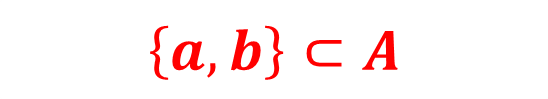 {a, b} ⊂ A